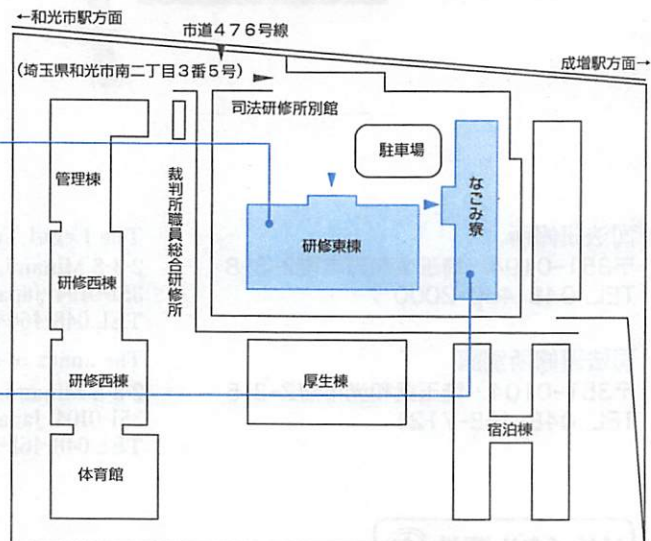 ←和光市駅方面
市道476号線
成増駅方面→
(埼玉県和光市南二丁目3番5号)
司法研修所別館
駐車場
管理棟
なごみ寮
裁判所職員総合研修所
研修東棟
研修西棟
研修西棟
厚生棟
宿泊棟
体育館